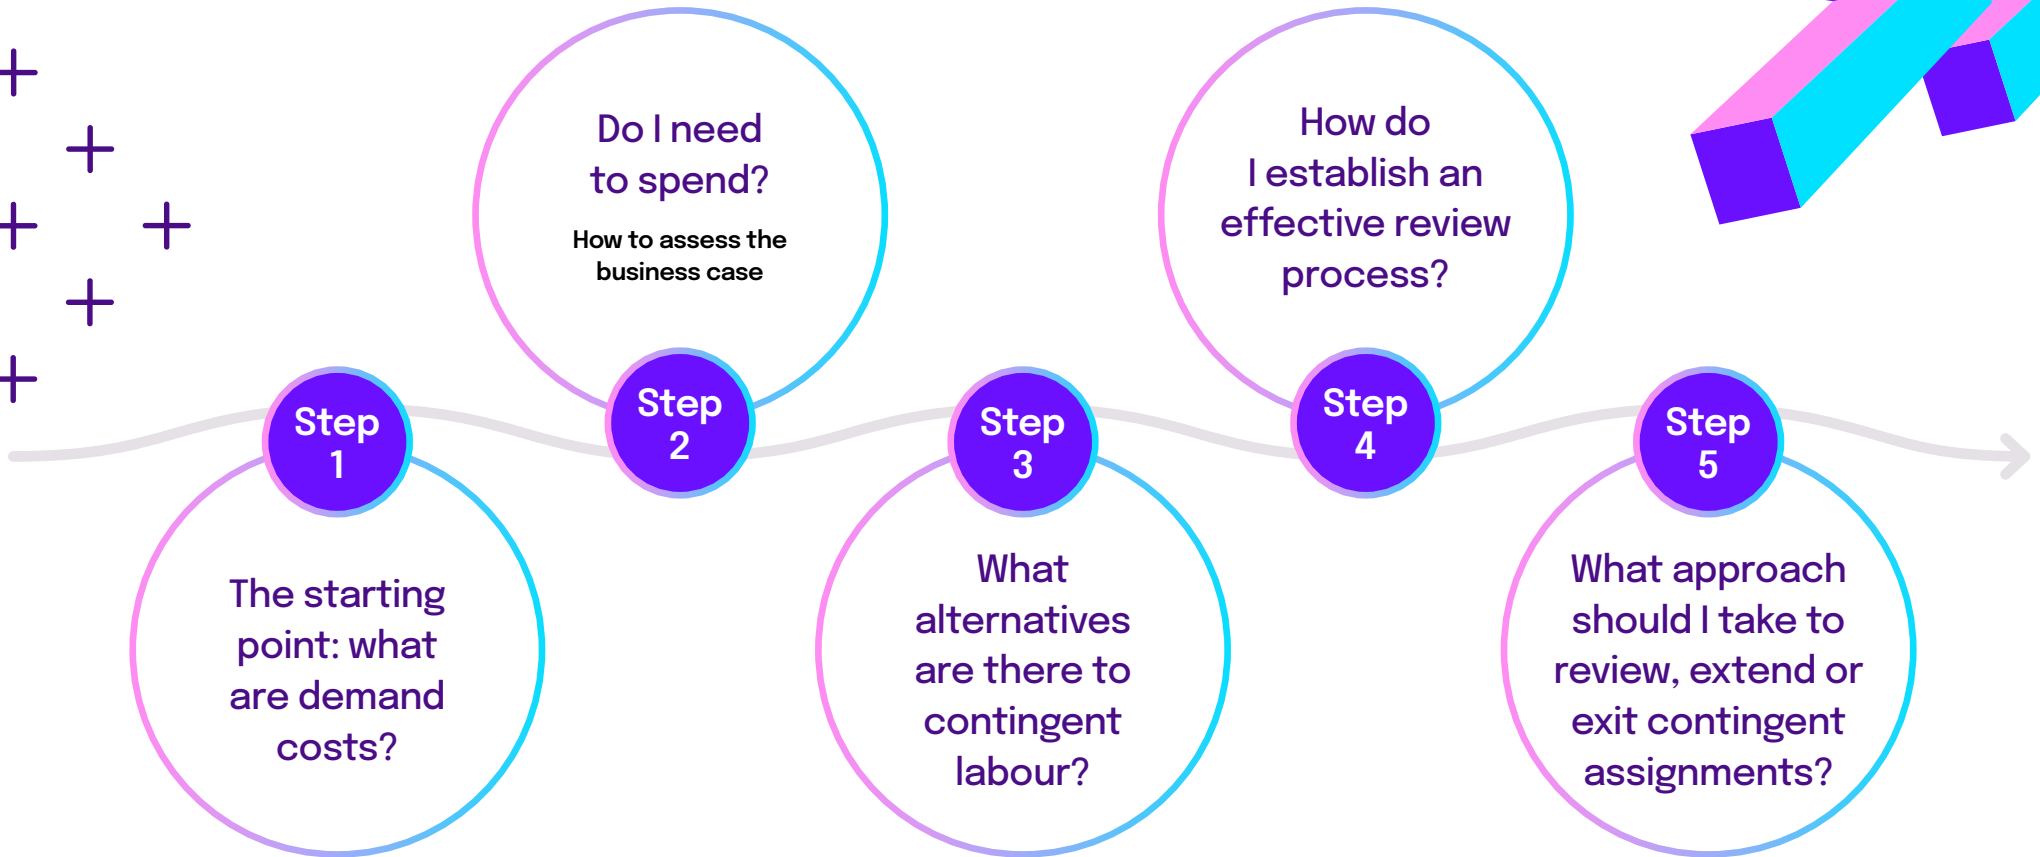 Step
1
The starting
point: what
are demand
costs?
Do I need
to spend?
How to assess the
business case
Step
2
Step
3
What
alternatives
are there to
contingent
labour?
How do
I establish an
effective review
process?
Step
4
Step
5
What approach
should I take to
review, extend or
exit contingent
assignments?